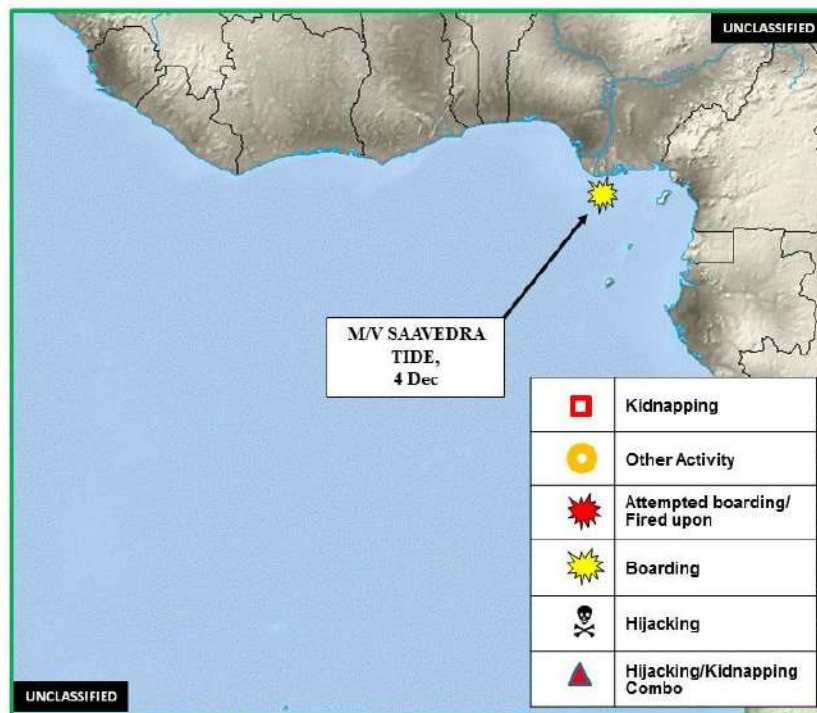 UNCLASSIFIED
M/V SAAVEDRA
TIDE,
4 Dec
Kidnapping
Other Activity
Attempted boarding/
Fired upon
Boarding
Hijacking
Hijacking/Kidnapping
Combo
UNCLASSIFIED